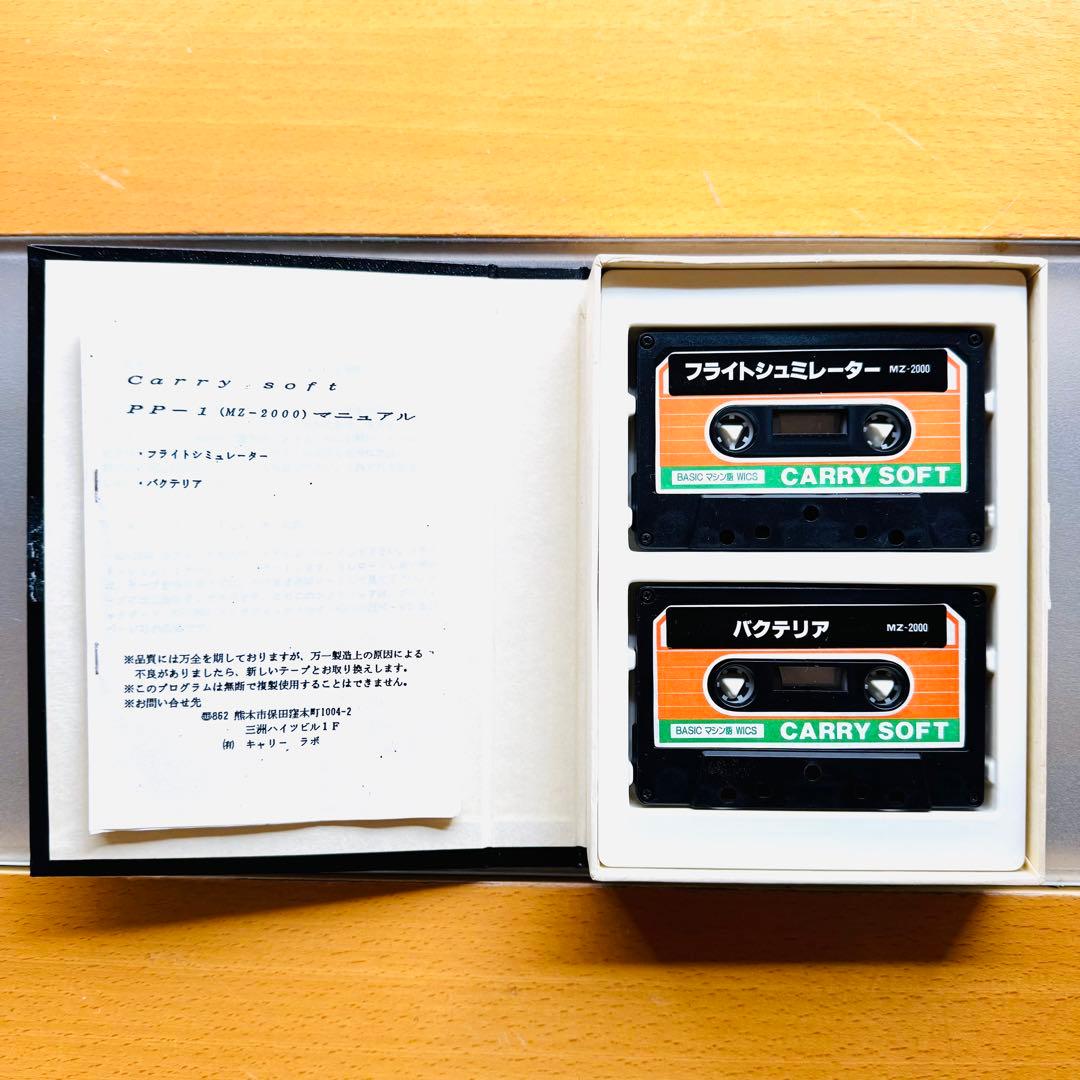 Carry soft
PP-1 (MZ-2000) マニュアル
・フライトシミュレーター
・バクテリア
※品質には万全を期しておりますが、万一製造上の原因による
不良がありましたら、新しいテープとお取り換えします。
※このプログラムは無断で複製使用することはできません。
※お問い合せ先
〠862 熊本市保田窪本町1004-2
三洲ハイツビル1F
㈲ キャリー ラボ
フライトシュミレーター MZ-2000
BASIC マシン語 WICS CARRY SOFT
バクテリア MZ-2000
BASIC マシン語 WICS CARRY SOFT